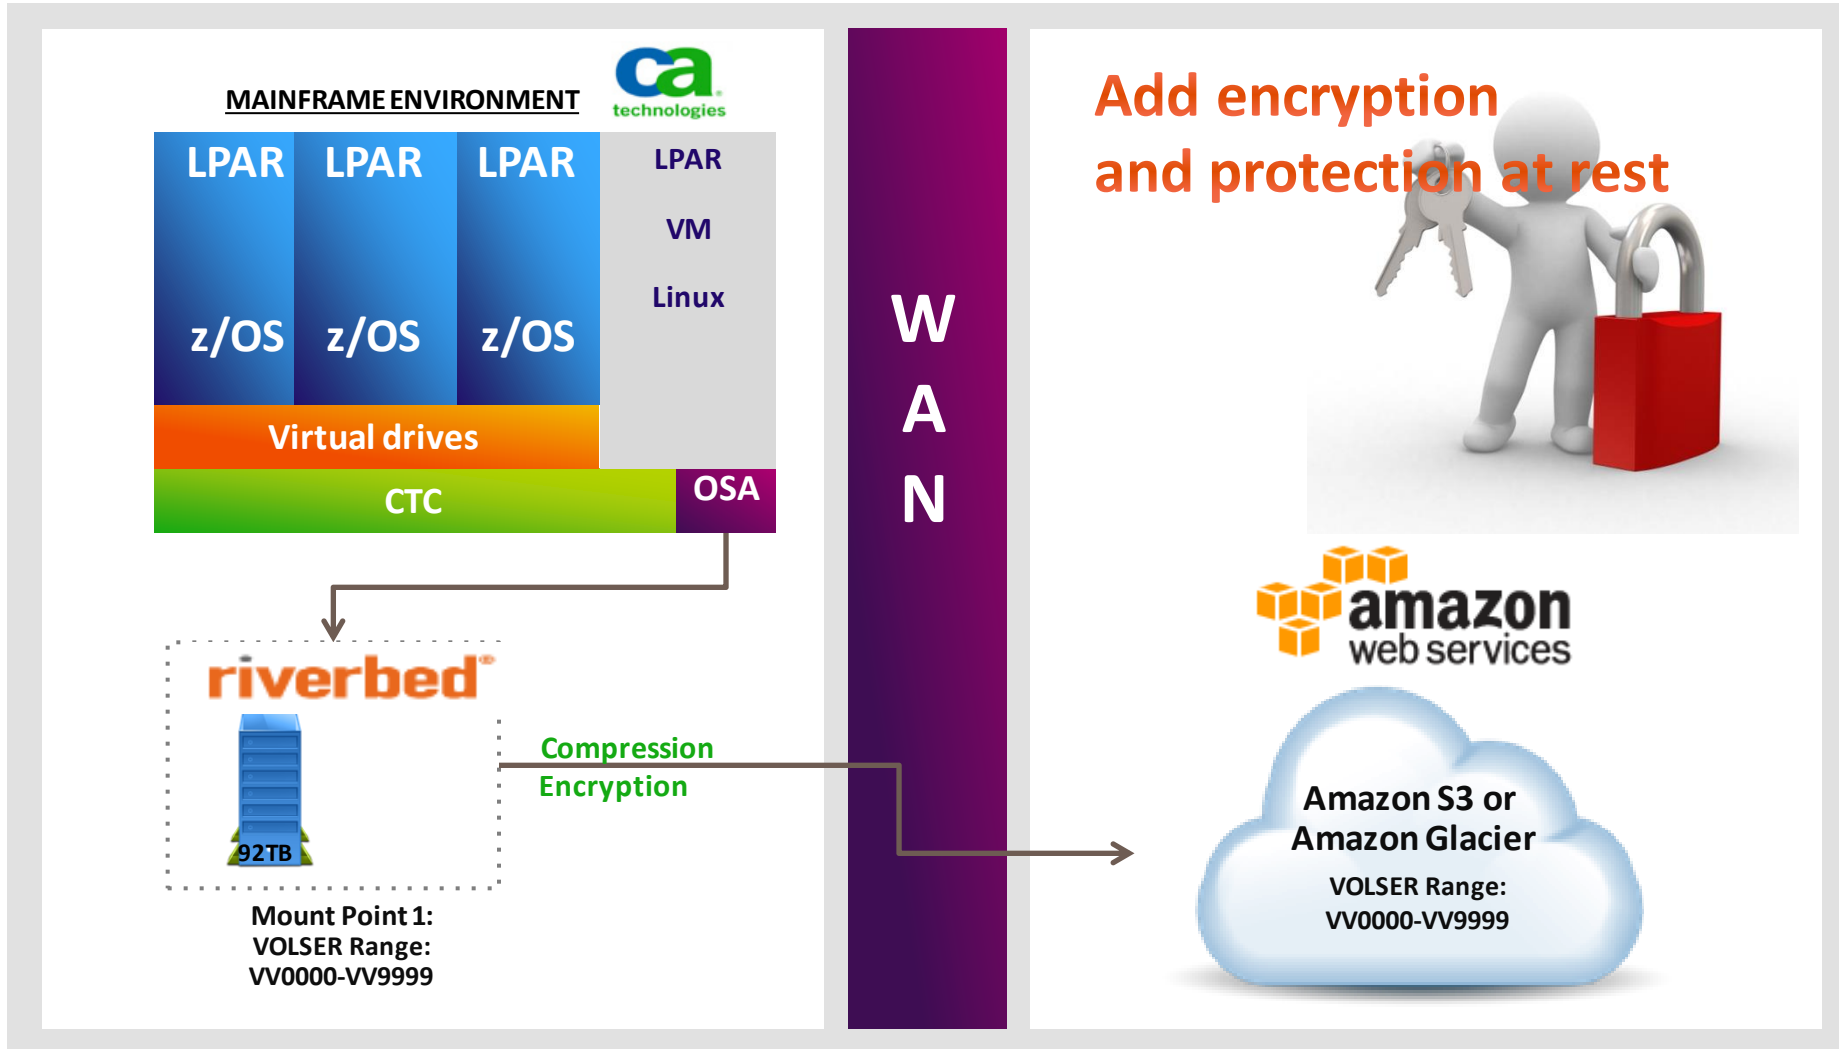 MAINFRAME ENVIRONMENT
ca
technologies
LPAR LPAR LPAR
z/OS z/OS z/OS
LPAR
VM
Linux
Virtual drives
CTC
OSA
riverbed®
92TB
Compression
Encryption
Mount Point 1:
VOLSER Range:
VV0000-VV9999
W
A
N
Add encryption
and protection at rest
amazon
web services
Amazon S3 or
Amazon Glacier
VOLSER Range:
VV0000-VV9999